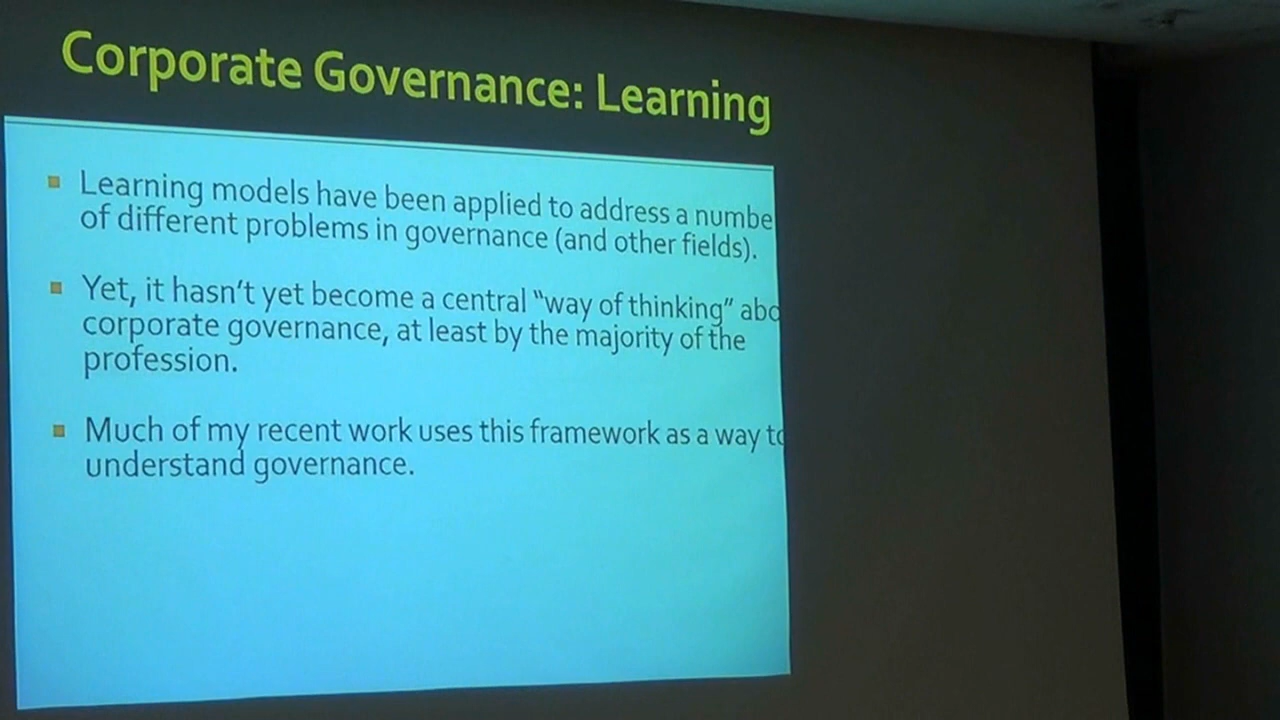 Corporate Governance: Learning
Learning models have been applied to address a numbe
of different problems in governance (and other fields).
Yet, it hasn't yet become a central “way of thinking” abo
corporate governance, at least by the majority of the
profession.
Much of my recent work uses this framework as a way to
understand governance.